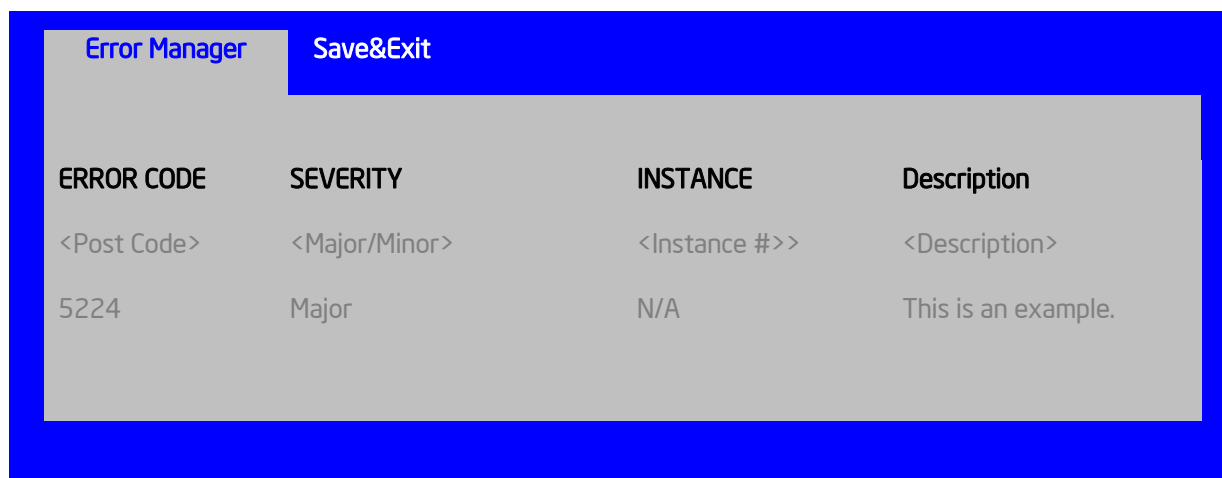 Error Manager Save&Exit
ERROR CODE SEVERITY INSTANCE Description
<Post Code> <Major/Minor> <Instance #>> <Description>
5224 Major N/A This is an example.